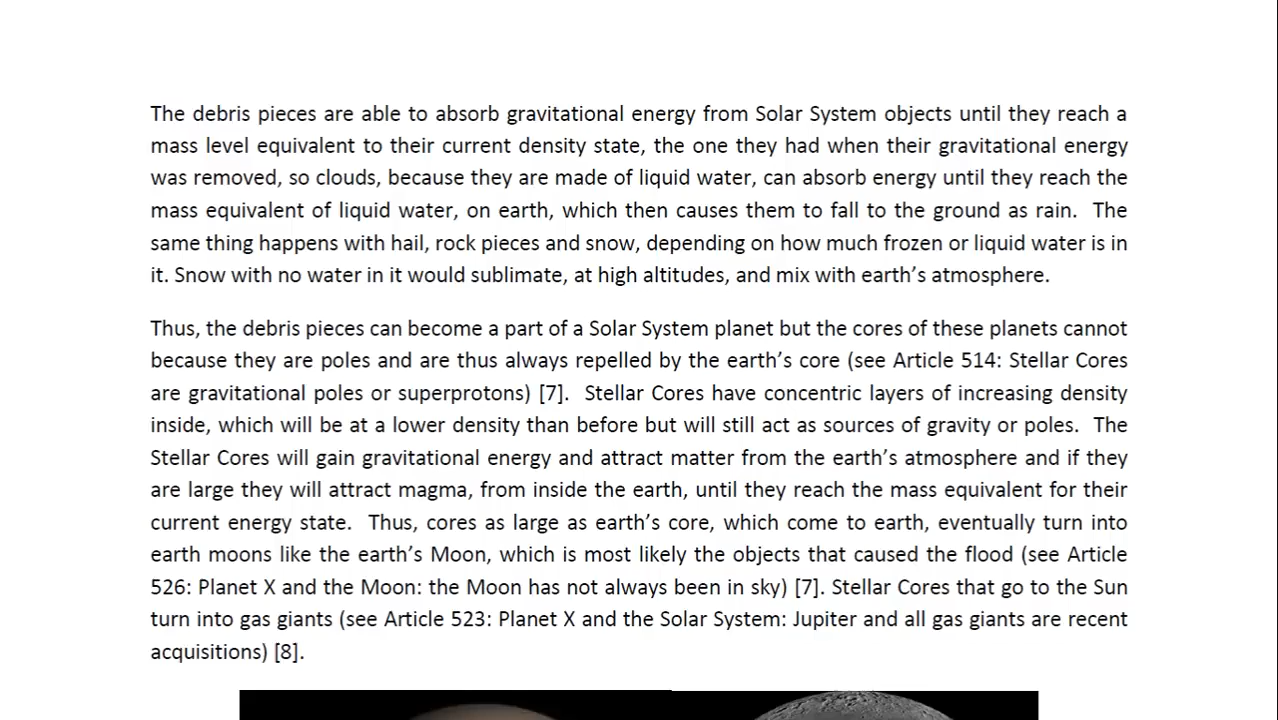 The debris pieces are able to absorb gravitational energy from Solar System objects until they reach a
mass level equivalent to their current density state, the one they had when their gravitational energy
was removed, so clouds, because they are made of liquid water, can absorb energy until they reach the
mass equivalent of liquid water, on earth, which then causes them to fall to the ground as rain. The
same thing happens with hail, rock pieces and snow, depending on how much frozen or liquid water is in
it. Snow with no water in it would sublimate, at high altitudes, and mix with earth’s atmosphere.
Thus, the debris pieces can become a part of a Solar System planet but the cores of these planets cannot
because they are poles and are thus always repelled by the earth’s core (see Article 514: Stellar Cores
are gravitational poles or superprotons) [7]. Stellar Cores have concentric layers of increasing density
inside, which will be at a lower density than before but will still act as sources of gravity or poles. The
Stellar Cores will gain gravitational energy and attract matter from the earth’s atmosphere and if they
are large they will attract magma, from inside the earth, until they reach the mass equivalent for their
current energy state. Thus, cores as large as earth’s core, which come to earth, eventually turn into
earth moons like the earth’s Moon, which is most likely the objects that caused the flood (see Article
526: Planet X and the Moon: the Moon has not always been in sky) [7]. Stellar Cores that go to the Sun
turn into gas giants (see Article 523: Planet X and the Solar System: Jupiter and all gas giants are recent
acquisitions) [8].